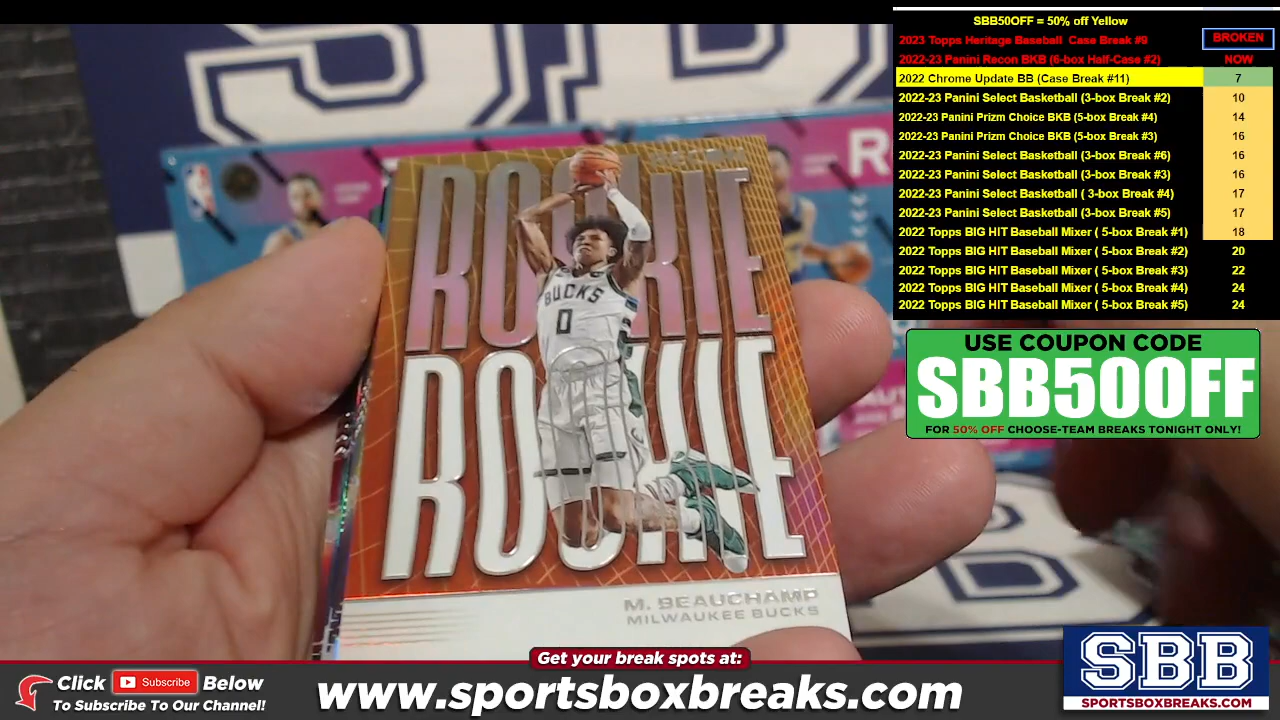 SBB50OFF = 50% off Yellow
2023 Topps Heritage Baseball Case Break #9 BROKEN
2022-23 Panini Recon BKB (6-box Half-Case #2) NOW
2022 Chrome Update BB (Case Break #11) 7
2022-23 Panini Select Basketball (3-box Break #2) 10
2022-23 Panini Prizm Choice BKB (5-box Break #4) 14
2022-23 Panini Prizm Choice BKB (5-box Break #3) 16
2022-23 Panini Select Basketball (3-box Break #6) 16
2022-23 Panini Select Basketball (3-box Break #3) 16
2022-23 Panini Select Basketball ( 3-box Break #4) 17
2022-23 Panini Select Basketball (3-box Break #5) 17
2022 Topps BIG HIT Baseball Mixer ( 5-box Break #1) 18
2022 Topps BIG HIT Baseball Mixer ( 5-box Break #2) 20
2022 Topps BIG HIT Baseball Mixer ( 5-box Break #3) 22
2022 Topps BIG HIT Baseball Mixer ( 5-box Break #4) 24
2022 Topps BIG HIT Baseball Mixer ( 5-box Break #5) 24
USE COUPON CODE
SBB50OFF
FOR 50% OFF CHOOSE-TEAM BREAKS TONIGHT ONLY!
ROOKIE
BUCKS
0
ROOKIE
M. BEAUCHAMP
MILWAUKEE BUCKS
Get your break spots at:
Click Subscribe Below
To Subscribe To Our Channel!
www.sportsboxbreaks.com
SBB
SPORTSBOXBREAKS.COM